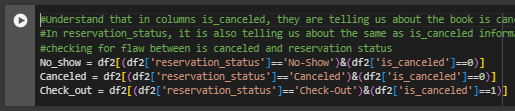 #Understand that in columns is_canceled, they are telling us about the book is can
#In reservation_status, it is also telling us about the same as is_canceled informa
#checking for flaw between is canceled and reservation status
No_show = df2[(df2['reservation_status']=='No-Show')&(df2['is_canceled']==0)]
Canceled = df2[(df2['reservation_status']=='Canceled')&(df2['is_canceled']==0)]
Check_out = df2[(df2['reservation_status']=='Check-Out')&(df2['is_canceled']==1)]